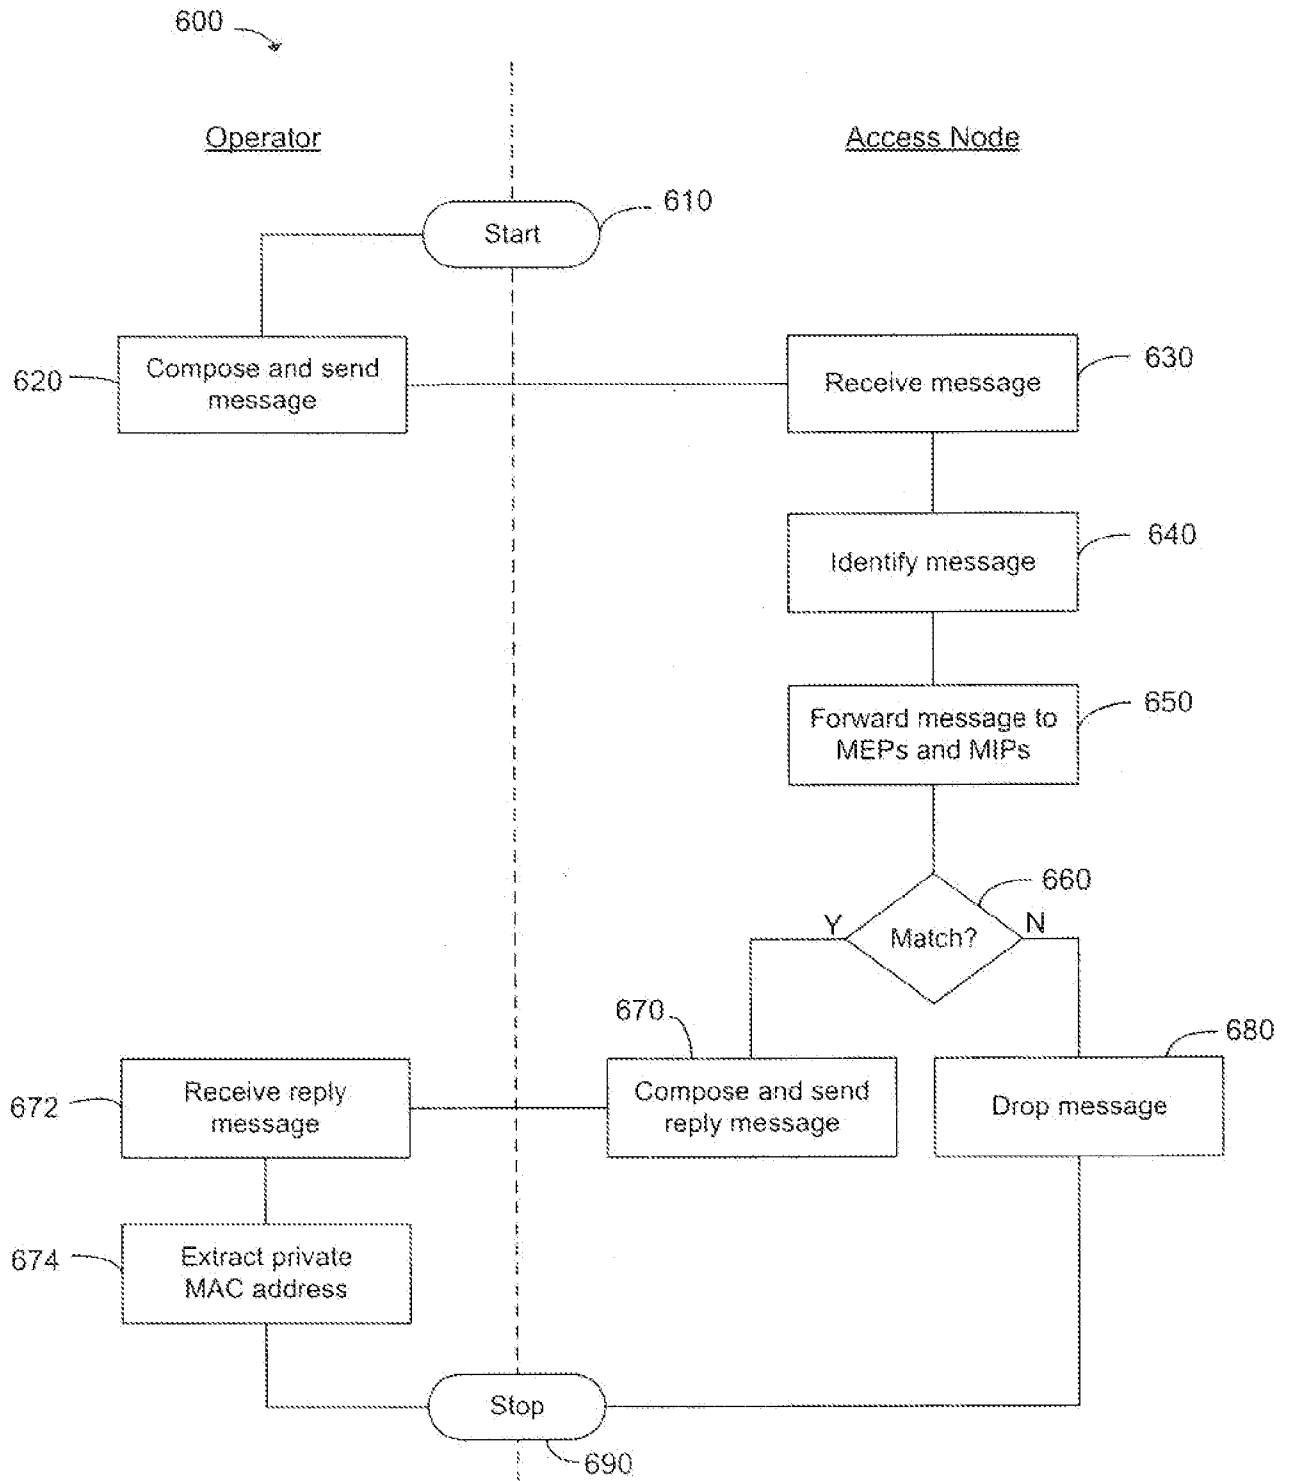 600
Operator
Access Node
610
Start
620
Compose and send
message
630
Receive message
640
Identify message
650
Forward message to
MEPs and MIPs
660
Y
Match?
N
670
680
672
Receive reply
message
Compose and send
reply message
Drop message
674
Extract private
MAC address
Stop
690